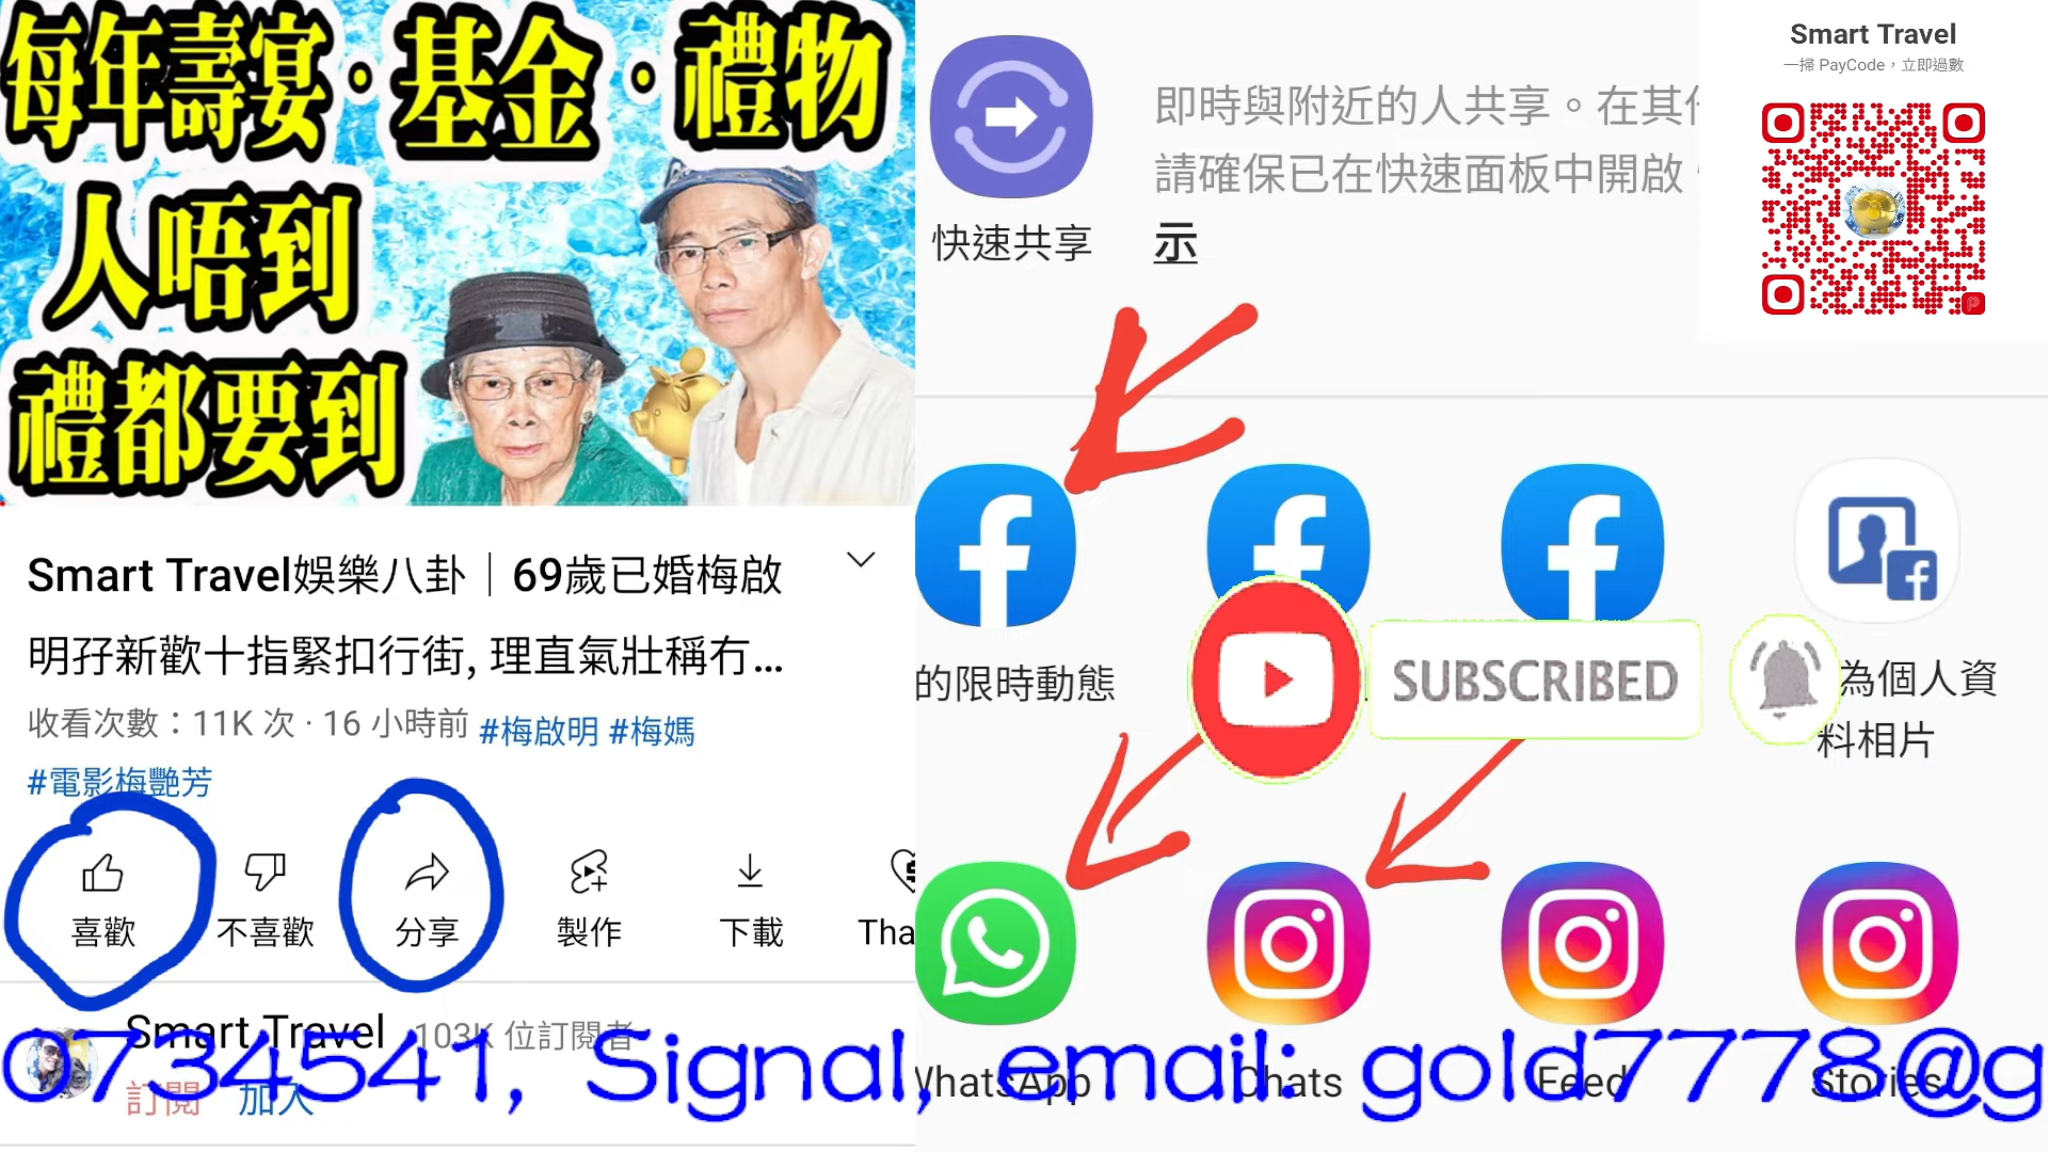 每年壽宴·基金·禮物
人唔到
禮都要到
Smart Travel娛樂八卦｜69歲已婚梅啟
明孖新歡十指緊扣行街, 理直氣壯稱冇...
收看次數：11K 次 · 16 小時前 #梅啟明 #梅媽
#電影梅艷芳
喜歡
不喜歡
分享
製作
下載
Tha
Smart Travel 103K 位訂閱者
訂閱 加入
快速共享
即時與附近的人共享。在其
請確保已在快速面板中開啟
示
Smart Travel
一掃 PayCode，立即過數
的限時動態
SUBSCRIBED
為個人資
料相片
WhatsApp
Chats
Feed
Stories
0734541, Signal, email: gold7778@g